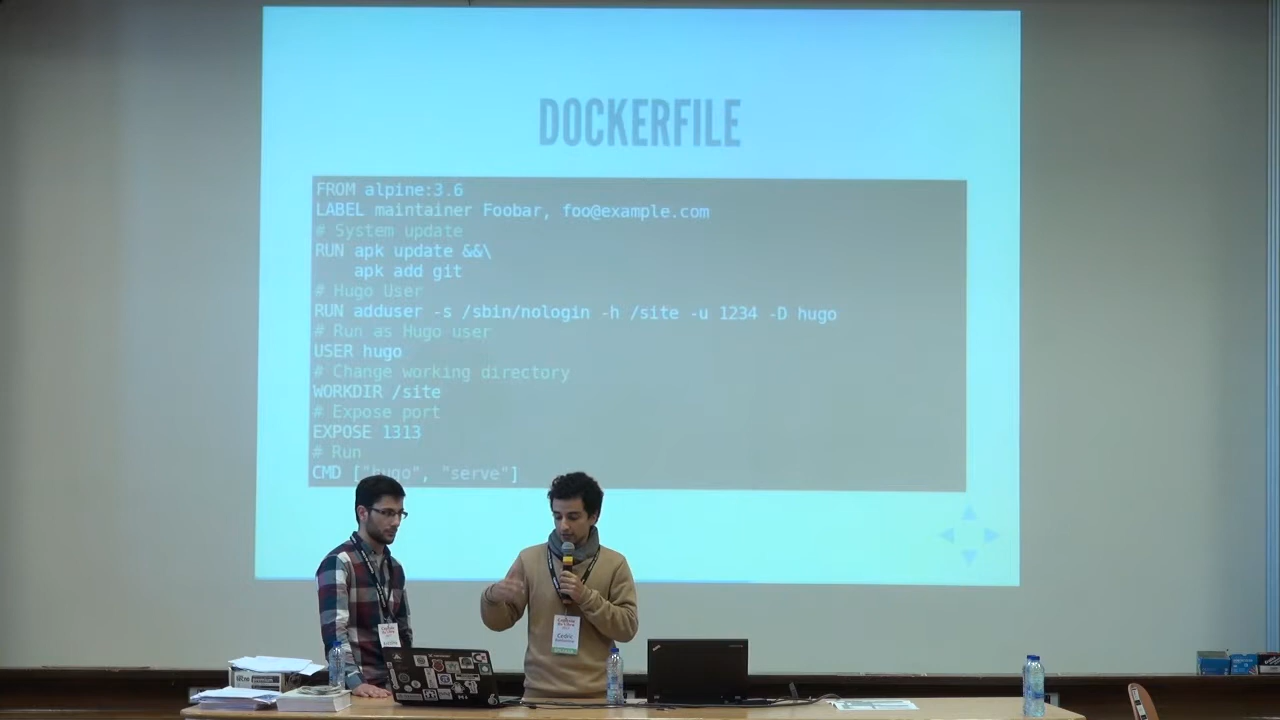 DOCKERFILE
FROM alpine:3.6
LABEL maintainer Foobar, foo@example.com
# System update
RUN apk update &&\
apk add git
# Hugo User
RUN adduser -s /sbin/nologin -h /site -u 1234 -D hugo
# Run as Hugo user
USER hugo
# Change working directory
WORKDIR /site
# Expose port
EXPOSE 1313
# Run
CMD ["hugo", "serve"]
Cedric